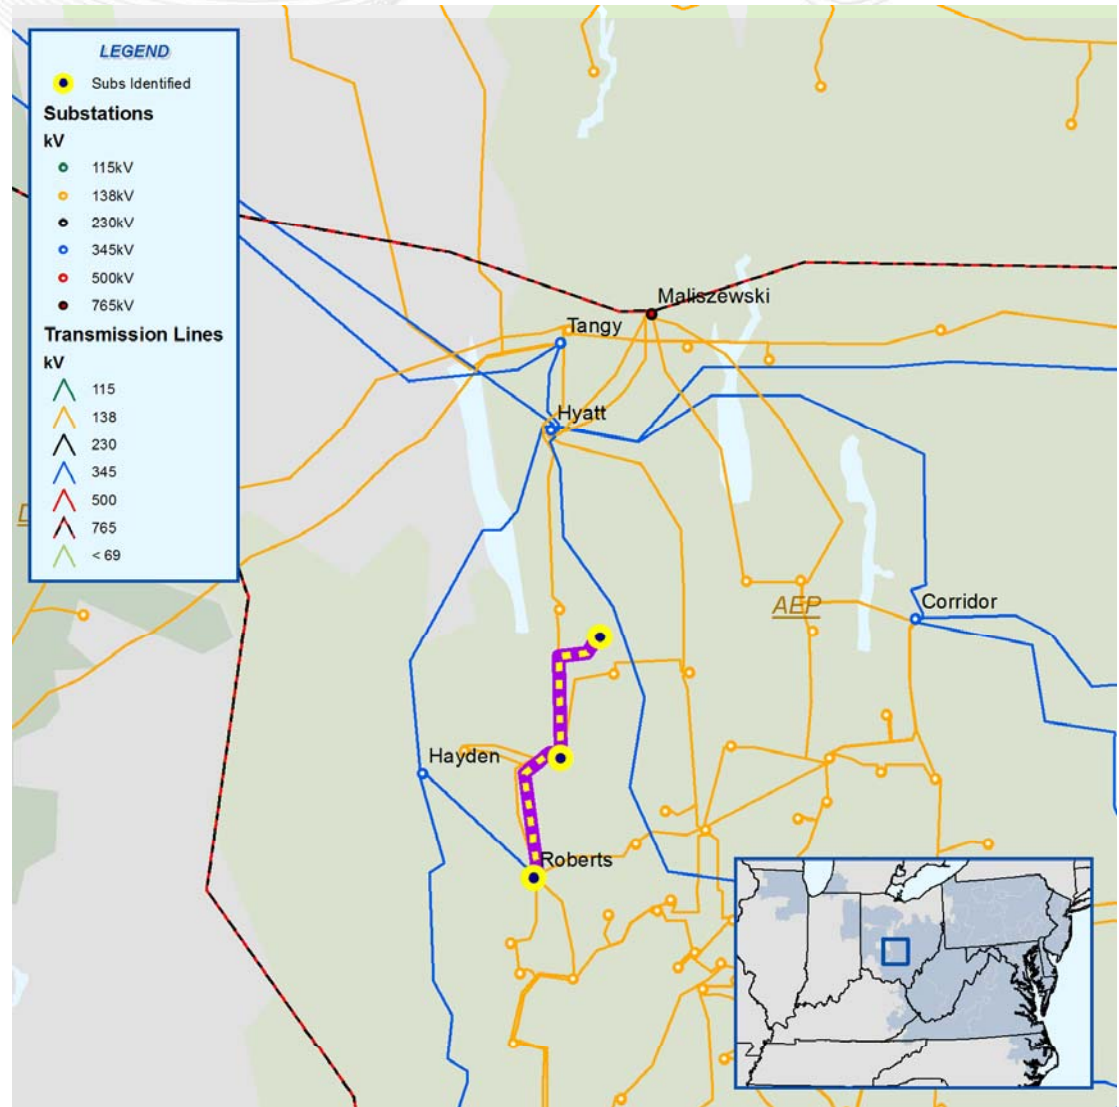 LEGEND
Subs Identified
Substations
kV
115kV
138kV
230kV
345kV
500kV
765kV
Transmission Lines
kV
115
138
230
345
500
765
< 69
Maliszewski
Tangy
Hyatt
AEP
Corridor
Hayden
Roberts